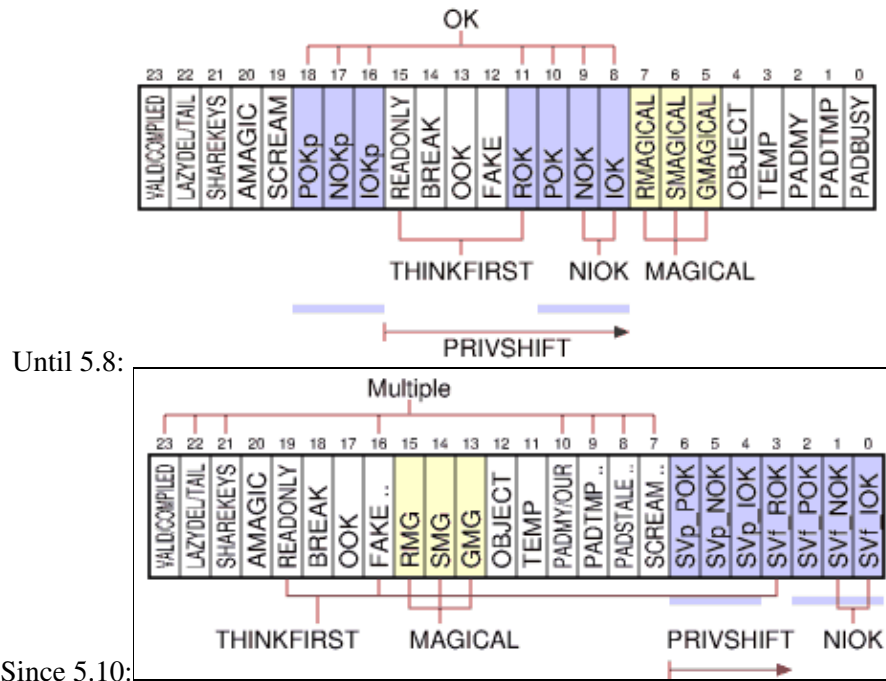 OK
23 22 21 20 19 18 17 16 15 14 13 12 11 10 9 8 7 6 5 4 3 2 1 0
VALID/COMPILED LAZYDEL/TAIL SHAREKEYS AMAGIC SCREAM POKp NOKp IOKp READONLY BREAK OOK FAKE ROK POK NOK IOK RMAGICAL SMAGICAL GMAGICAL OBJECT TEMP PADMY PADTMP PADBUSY
THINKFIRST NIOK MAGICAL
PRIVSHIFT
Until 5.8:
Multiple
23 22 21 20 19 18 17 16 15 14 13 12 11 10 9 8 7 6 5 4 3 2 1 0
VALID/COMPILED LAZYDEL/TAIL SHAREKEYS AMAGIC READONLY BREAK OOK FAKE .. RMG SMG GMG OBJECT TEMP PADMY/OUR PADTMP .. PADSTALE .. SCREAM .. SVp_POK SVp_NOK SVp_IOK SVf_ROK SVf_POK SVf_NOK SVf_IOK
THINKFIRST MAGICAL PRIVSHIFT NIOK
Since 5.10: